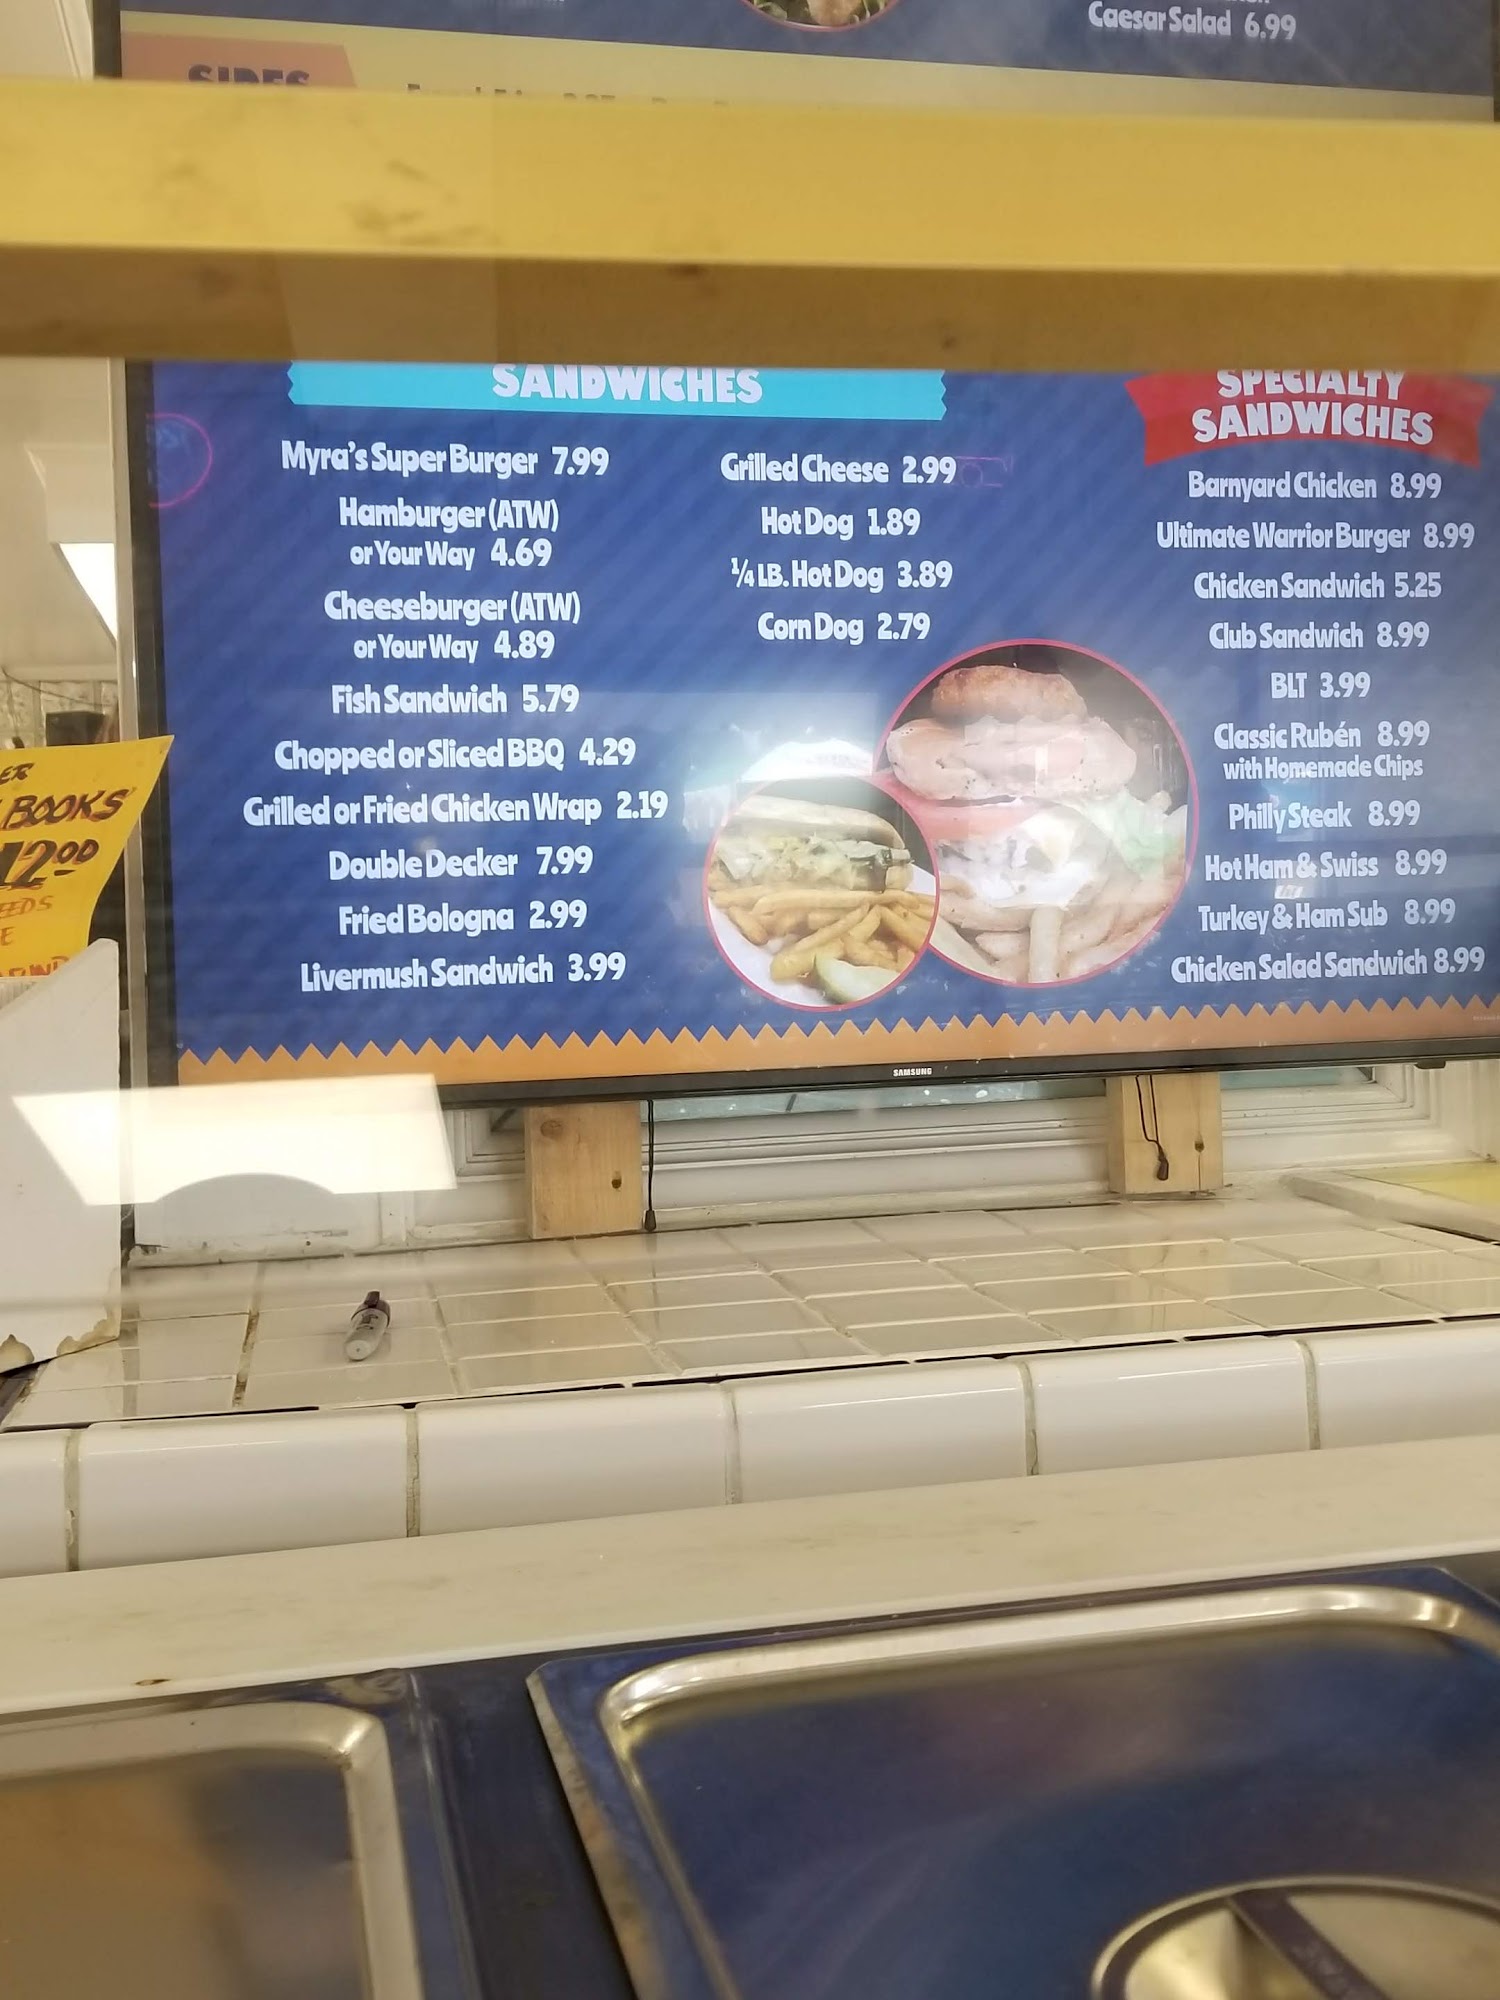 Caesar Salad 6.99
SIDES
SANDWICHES
Myra's Super Burger 7.99
Hamburger (ATW)
or Your Way 4.69
Cheeseburger (ATW)
or Your Way 4.89
Fish Sandwich 5.79
Chopped or Sliced BBQ 4.29
Grilled or Fried Chicken Wrap 2.19
Double Decker 7.99
Fried Bologna 2.99
Livermush Sandwich 3.99
Grilled Cheese 2.99
Hot Dog 1.89
¼ LB. Hot Dog 3.89
Corn Dog 2.79
SPECIALTY
SANDWICHES
Barnyard Chicken 8.99
Ultimate Warrior Burger 8.99
Chicken Sandwich 5.25
Club Sandwich 8.99
BLT 3.99
Classic Rubén 8.99
with Homemade Chips
Philly Steak 8.99
Hot Ham & Swiss 8.99
Turkey & Ham Sub 8.99
Chicken Salad Sandwich 8.99
SAMSUNG
BOOKS
12.00